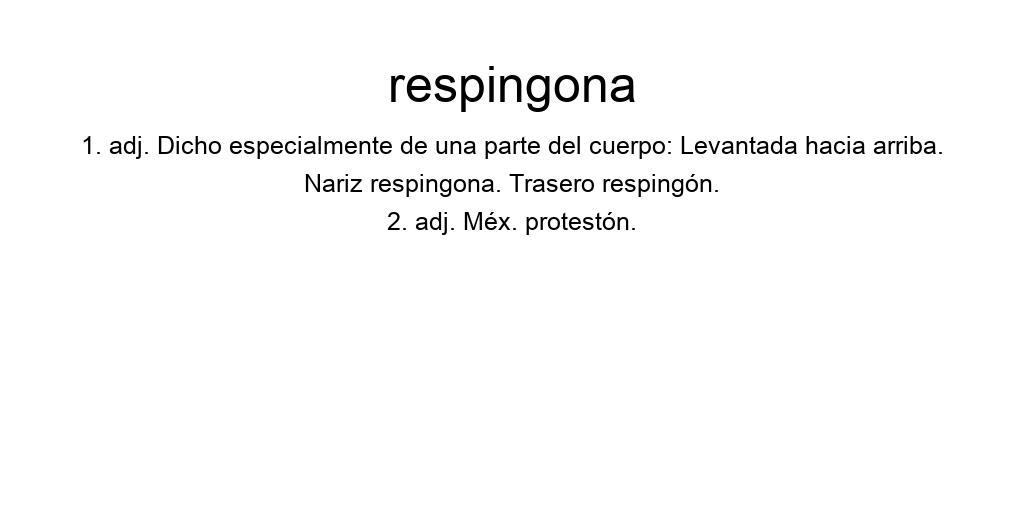 respingona
1. adj. Dicho especialmente de una parte del cuerpo: Levantada hacia arriba.
Nariz respingona. Trasero respingón.
2. adj. Méx. protestón.